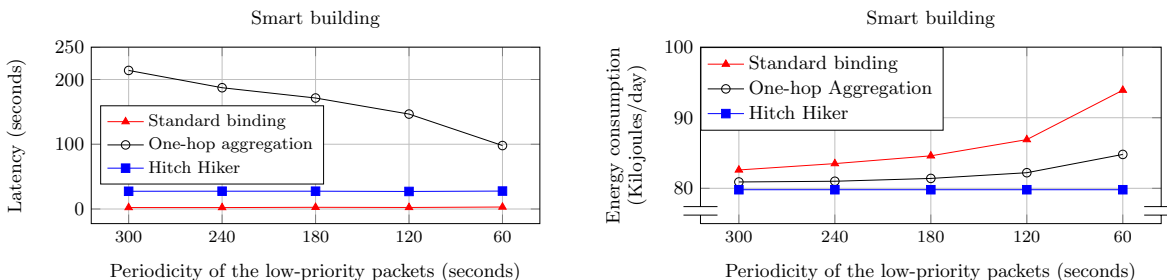 Smart building
Latency (seconds)
250
200
100
0
Standard binding
One-hop aggregation
Hitch Hiker
300 240 180 120 60
Periodicity of the low-priority packets (seconds)
Smart building
Energy consumption
(Kilojoules/day)
100
90
80
Standard binding
One-hop Aggregation
Hitch Hiker
300 240 180 120 60
Periodicity of the low-priority packets (seconds)